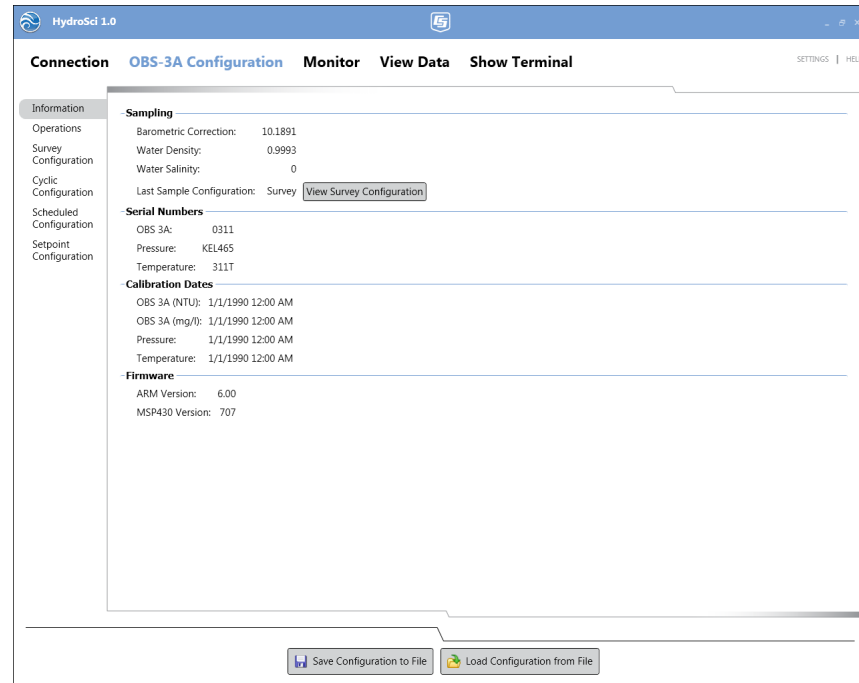 HydroSci 1.0
Connection OBS-3A Configuration Monitor View Data Show Terminal
SETTINGS | HEL
Information
Operations
Survey
Configuration
Cyclic
Configuration
Scheduled
Configuration
Setpoint
Configuration
Sampling
Barometric Correction: 10.1891
Water Density: 0.9993
Water Salinity: 0
Last Sample Configuration: Survey View Survey Configuration
Serial Numbers
OBS 3A: 0311
Pressure: KEL465
Temperature: 311T
Calibration Dates
OBS 3A (NTU): 1/1/1990 12:00 AM
OBS 3A (mg/l): 1/1/1990 12:00 AM
Pressure: 1/1/1990 12:00 AM
Temperature: 1/1/1990 12:00 AM
Firmware
ARM Version: 6.00
MSP430 Version: 707
Save Configuration to File Load Configuration from File